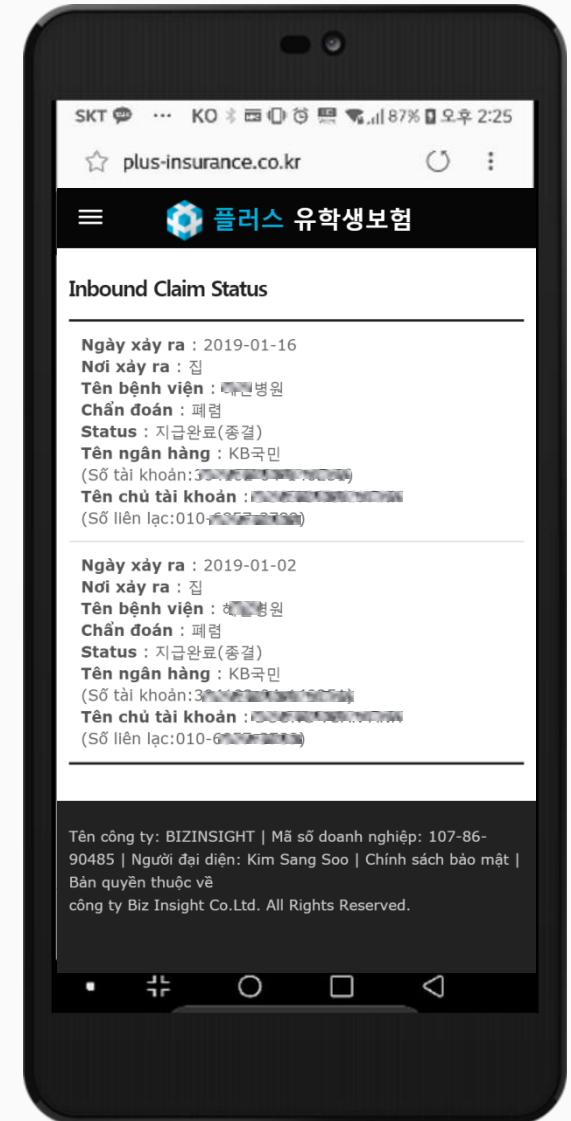 SKT ··· KO 87% 오후 2:25
plus-insurance.co.kr
플러스 유학생보험
Inbound Claim Status
Ngày xảy ra : 2019-01-16
Nơi xảy ra : 집
Tên bệnh viện : 병원
Chẩn đoán : 폐렴
Status : 지급완료(종결)
Tên ngân hàng : KB국민
(Số tài khoản:
Tên chủ tài khoản :
(Số liên lạc:010-
Ngày xảy ra : 2019-01-02
Nơi xảy ra : 집
Tên bệnh viện : 병원
Chẩn đoán : 폐렴
Status : 지급완료(종결)
Tên ngân hàng : KB국민
(Số tài khoản:
Tên chủ tài khoản :
(Số liên lạc:010-
Tên công ty: BIZINSIGHT | Mã số doanh nghiệp: 107-86-
90485 | Người đại diện: Kim Sang Soo | Chính sách bảo mật |
Bản quyền thuộc về
công ty Biz Insight Co.Ltd. All Rights Reserved.